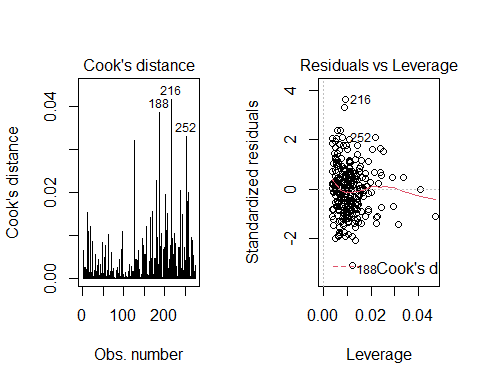 Cook's distance
Cook's distance
0.00
0.02
0.04
0
100
200
Obs. number
216
188
252
Residuals vs Leverage
Standardized residuals
-2
0
2
4
0.00
0.02
0.04
Leverage
216
252
188
Cook's d